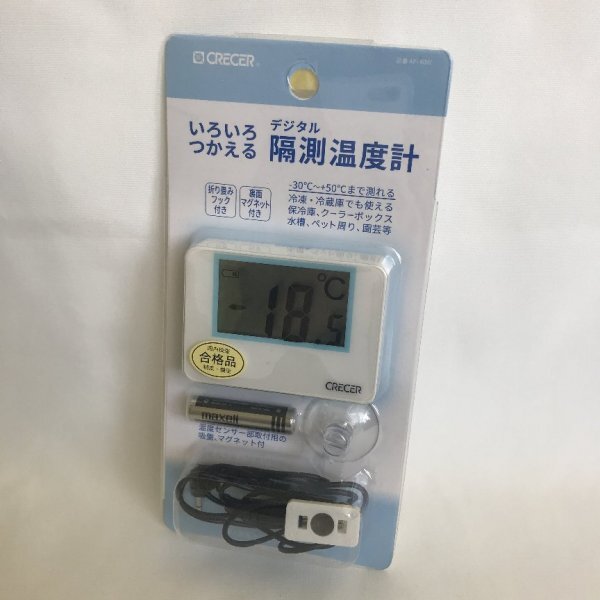 CRECER
いろいろ
つかえる
デジタル
隔測温度計
折り畳み
フック
付き
裏面
マグネット
付き
-30℃~+50℃まで測れる
冷凍・冷蔵庫でも使える
保冷庫、クーラーボックス
水槽、ペット周り、園芸等
℃
-18.5
合格品
CRECER
maxell
温度センサー部取付用の
吸盤、マグネット付